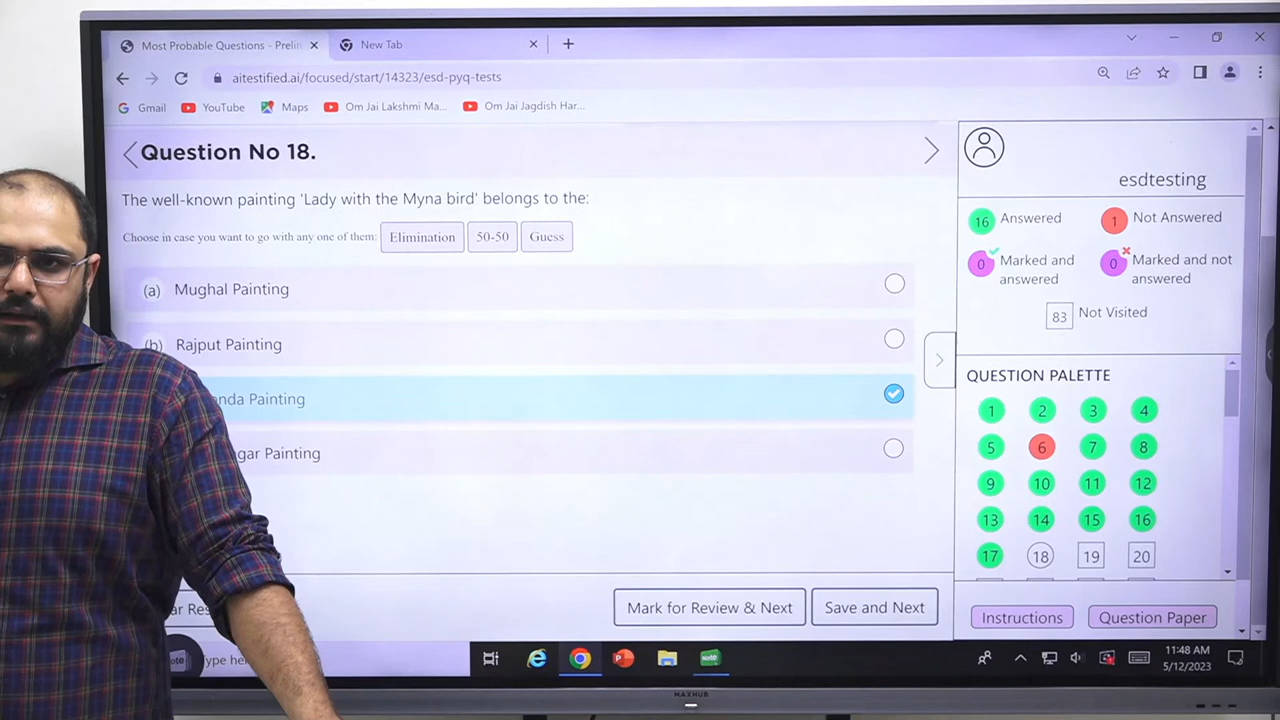 Most Probable Questions - Prelin
New Tab
aitestified.ai/focused/start/14323/esd-pyq-tests
Gmail YouTube Maps Om Jai Lakshmi Ma... Om Jai Jagdish Har...
Question No 18.
The well-known painting 'Lady with the Myna bird' belongs to the:
Choose in case you want to go with any one of them: Elimination 50-50 Guess
(a) Mughal Painting
(b) Rajput Painting
Painting
Painting
Mark for Review & Next Save and Next
esdtesting
16 Answered 1 Not Answered
0 Marked and answered 0 Marked and not answered
83 Not Visited
QUESTION PALETTE
1 2 3 4
5 6 7 8
9 10 11 12
13 14 15 16
17 18 19 20
Instructions Question Paper
note
11:48 AM
5/12/2023
MAXHUB